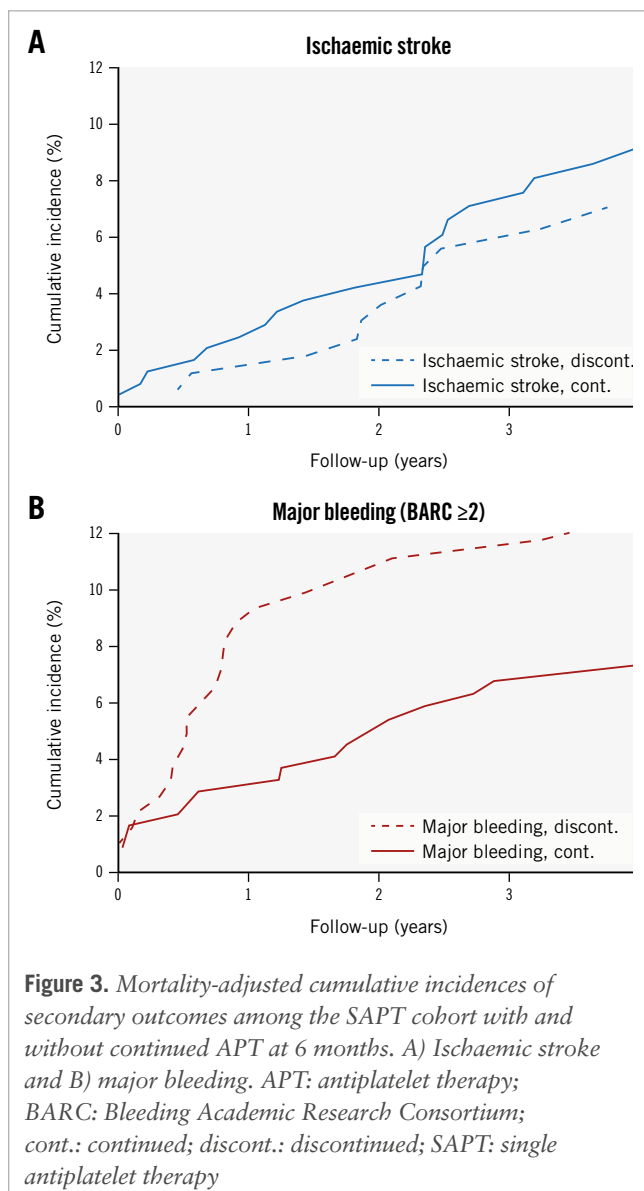 A
Ischaemic stroke
12
10
8
6
4
2
0
Cumulative incidence (%)
Ischaemic stroke, discont.
Ischaemic stroke, cont.
0 1 2 3
Follow-up (years)
B
Major bleeding (BARC ≥2)
12
10
8
6
4
2
0
Cumulative incidence (%)
Major bleeding, discont.
Major bleeding, cont.
0 1 2 3
Follow-up (years)
Figure 3. Mortality-adjusted cumulative incidences of
secondary outcomes among the SAPT cohort with and
without continued APT at 6 months. A) Ischaemic stroke
and B) major bleeding. APT: antiplatelet therapy;
BARC: Bleeding Academic Research Consortium;
cont.: continued; discont.: discontinued; SAPT: single
antiplatelet therapy